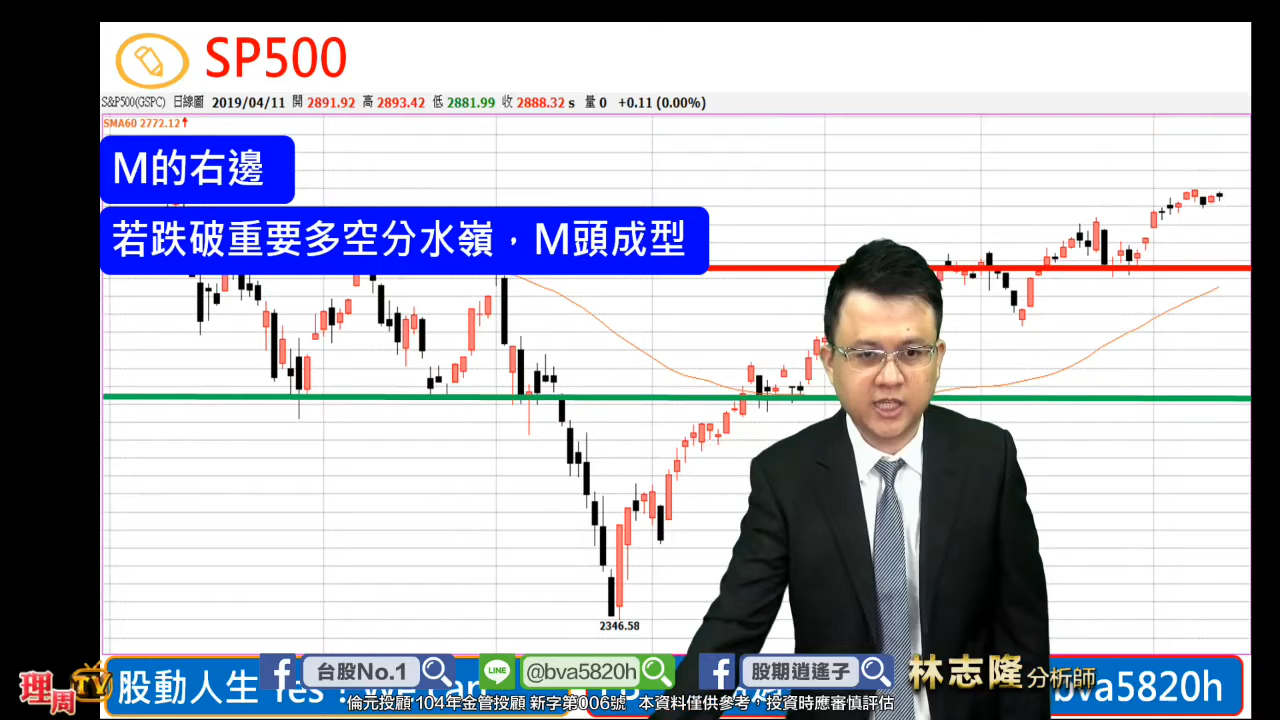 SP500
S&P500(GSPC) 日線圖 2019/04/11 開 2891.92 高 2893.42 低 2881.99 收 2888.32 s 量 0 +0.11 (0.00%)
SMA60 2772.12↑
M的右邊
若跌破重要多空分水嶺，M頭成型
2346.58
理周TV
股動人生 Yes
台股No.1
LINE
@bva5820h
股期逍遙子
林志隆 分析師
bva5820h
倫元投顧 104年金管投顧 新字第006號 本資料僅供參考，投資時應審慎評估